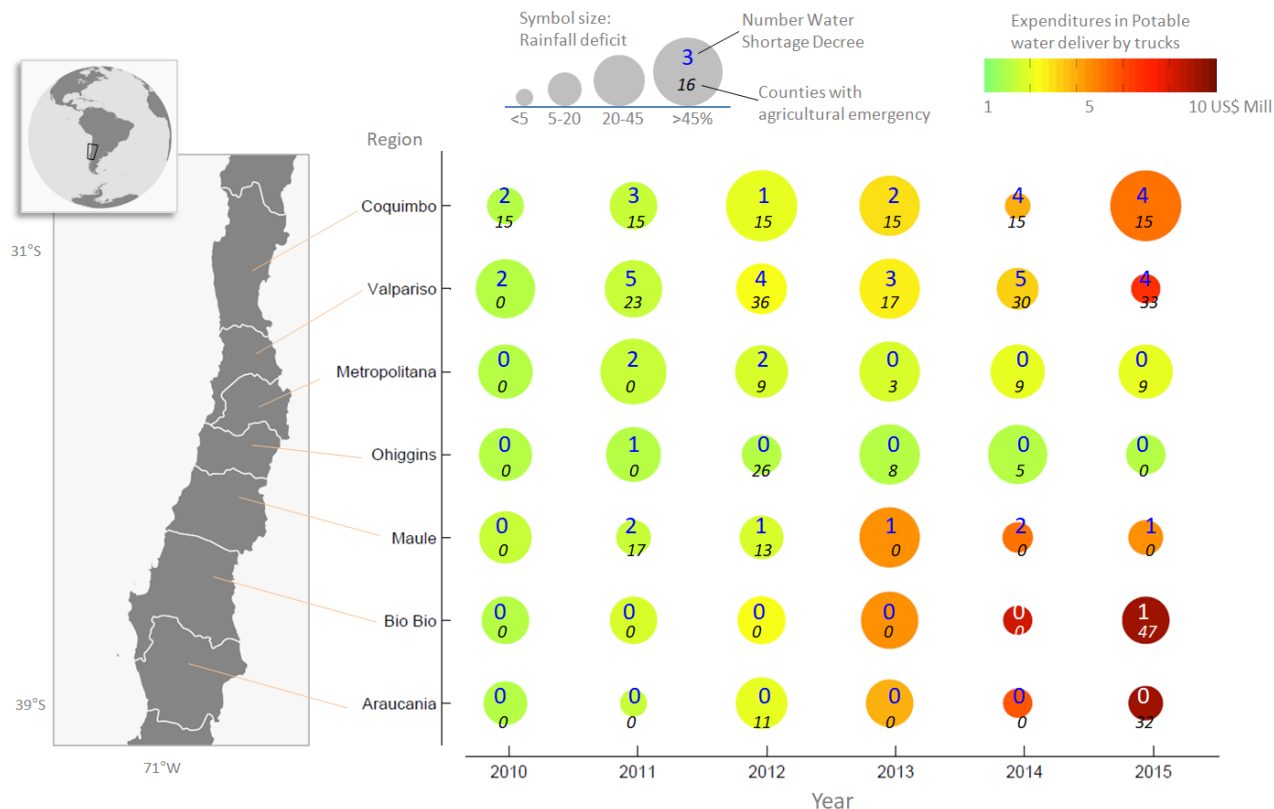 Symbol size:
Rainfall deficit
Number Water
Shortage Decree
3
16
Counties with
agricultural emergency
<5 5-20 20-45 >45%
Expenditures in Potable
water deliver by trucks
1 5 10 US$ Mill
Region
31°S
39°S
71°W
Coquimbo
2 3 1 2 4 4
15 15 15 15 15 15
Valpariso
2 5 4 3 5 4
0 23 36 17 30 33
Metropolitana
0 2 2 0 0 0
0 0 9 3 9 9
Ohiggins
0 1 0 0 0 0
0 0 26 8 5 0
Maule
0 2 1 1 2 1
0 17 13 0 0 0
Bio Bio
0 0 0 0 0 1
0 0 0 0 0 47
Araucania
0 0 0 0 0 0
0 0 11 0 0 32
2010 2011 2012 2013 2014 2015
Year